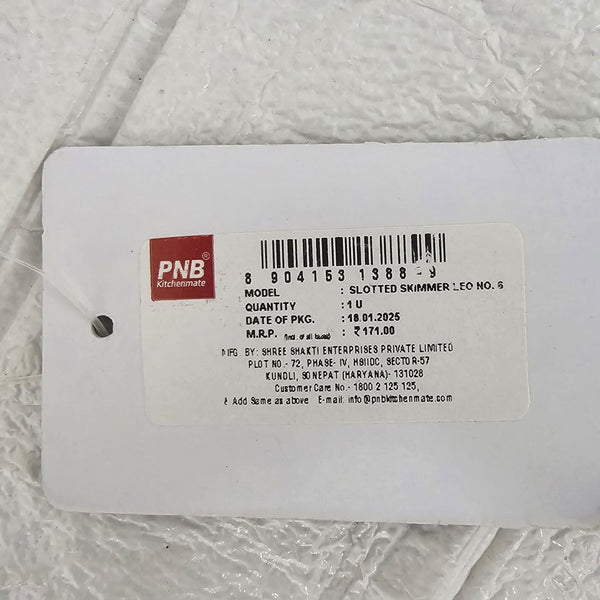 PNB®
Kitchenmate
8 904153 1388 9
MODEL : SLOTTED SKIMMER LEO NO. 6
QUANTITY : 1 U
DATE OF PKG. : 18.01.2025
M.R.P. (Incl. of all taxes) : ₹171.00
MFG BY: SHREE SHAKTI ENTERPRISES PRIVATE LIMITED
PLOT NO.- 72, PHASE- IV, HSIIDC, SECTOR-57
KUNDLI, SONEPAT (HARYANA)- 131028
Customer Care No.- 1800 2 125 125,
& Add Same as above E-mail: info@pnbkitchenmate.com